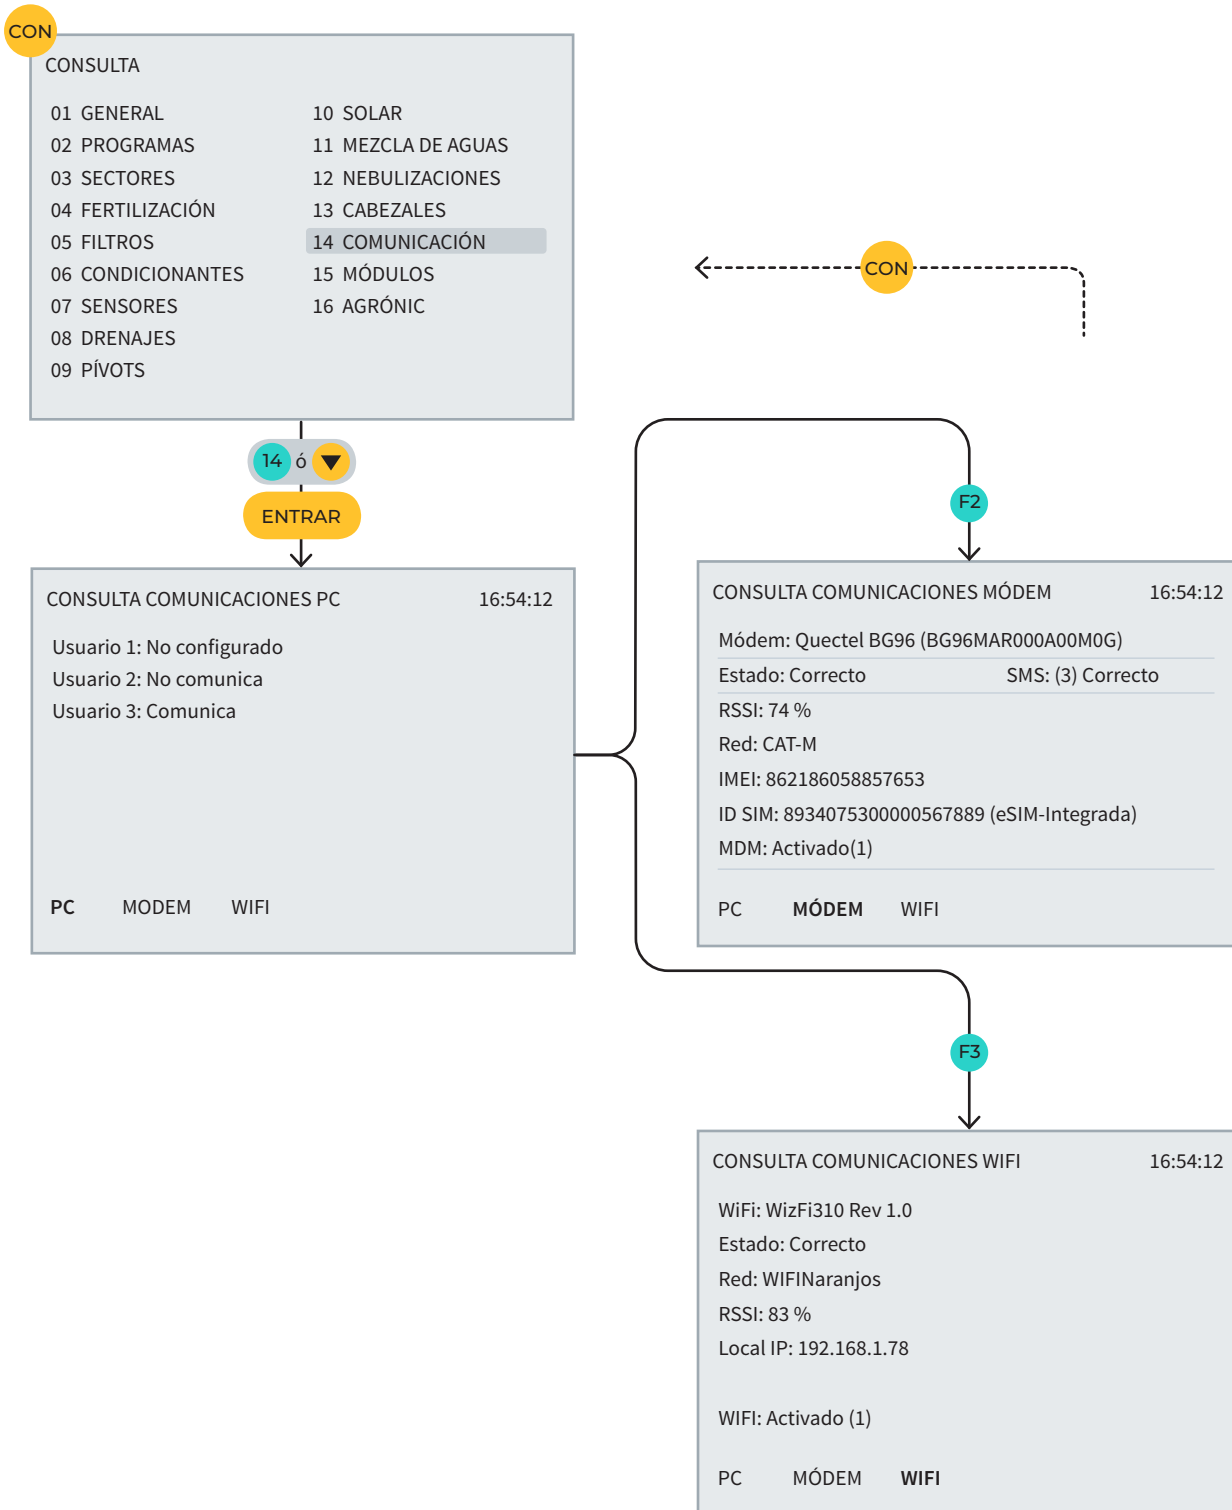 CON
CONSULTA
01 GENERAL
02 PROGRAMAS
03 SECTORES
04 FERTILIZACIÓN
05 FILTROS
06 CONDICIONANTES
07 SENSORES
08 DRENAJES
09 PÍVOTS
10 SOLAR
11 MEZCLA DE AGUAS
12 NEBULIZACIONES
13 CABEZALES
14 COMUNICACIÓN
15 MÓDULOS
16 AGRÓNIC
CON
14 ó
ENTRAR
CONSULTA COMUNICACIONES PC 16:54:12
Usuario 1: No configurado
Usuario 2: No comunica
Usuario 3: Comunica
PC MODEM WIFI
F2
CONSULTA COMUNICACIONES MÓDEM 16:54:12
Módem: Quectel BG96 (BG96MAR000A00M0G)
Estado: Correcto SMS: (3) Correcto
RSSI: 74 %
Red: CAT-M
IMEI: 862186058857653
ID SIM: 8934075300000567889 (eSIM-Integrada)
MDM: Activado(1)
PC MÓDEM WIFI
F3
CONSULTA COMUNICACIONES WIFI 16:54:12
WiFi: WizFi310 Rev 1.0
Estado: Correcto
Red: WIFINaranjos
RSSI: 83 %
Local IP: 192.168.1.78
WIFI: Activado (1)
PC MÓDEM WIFI